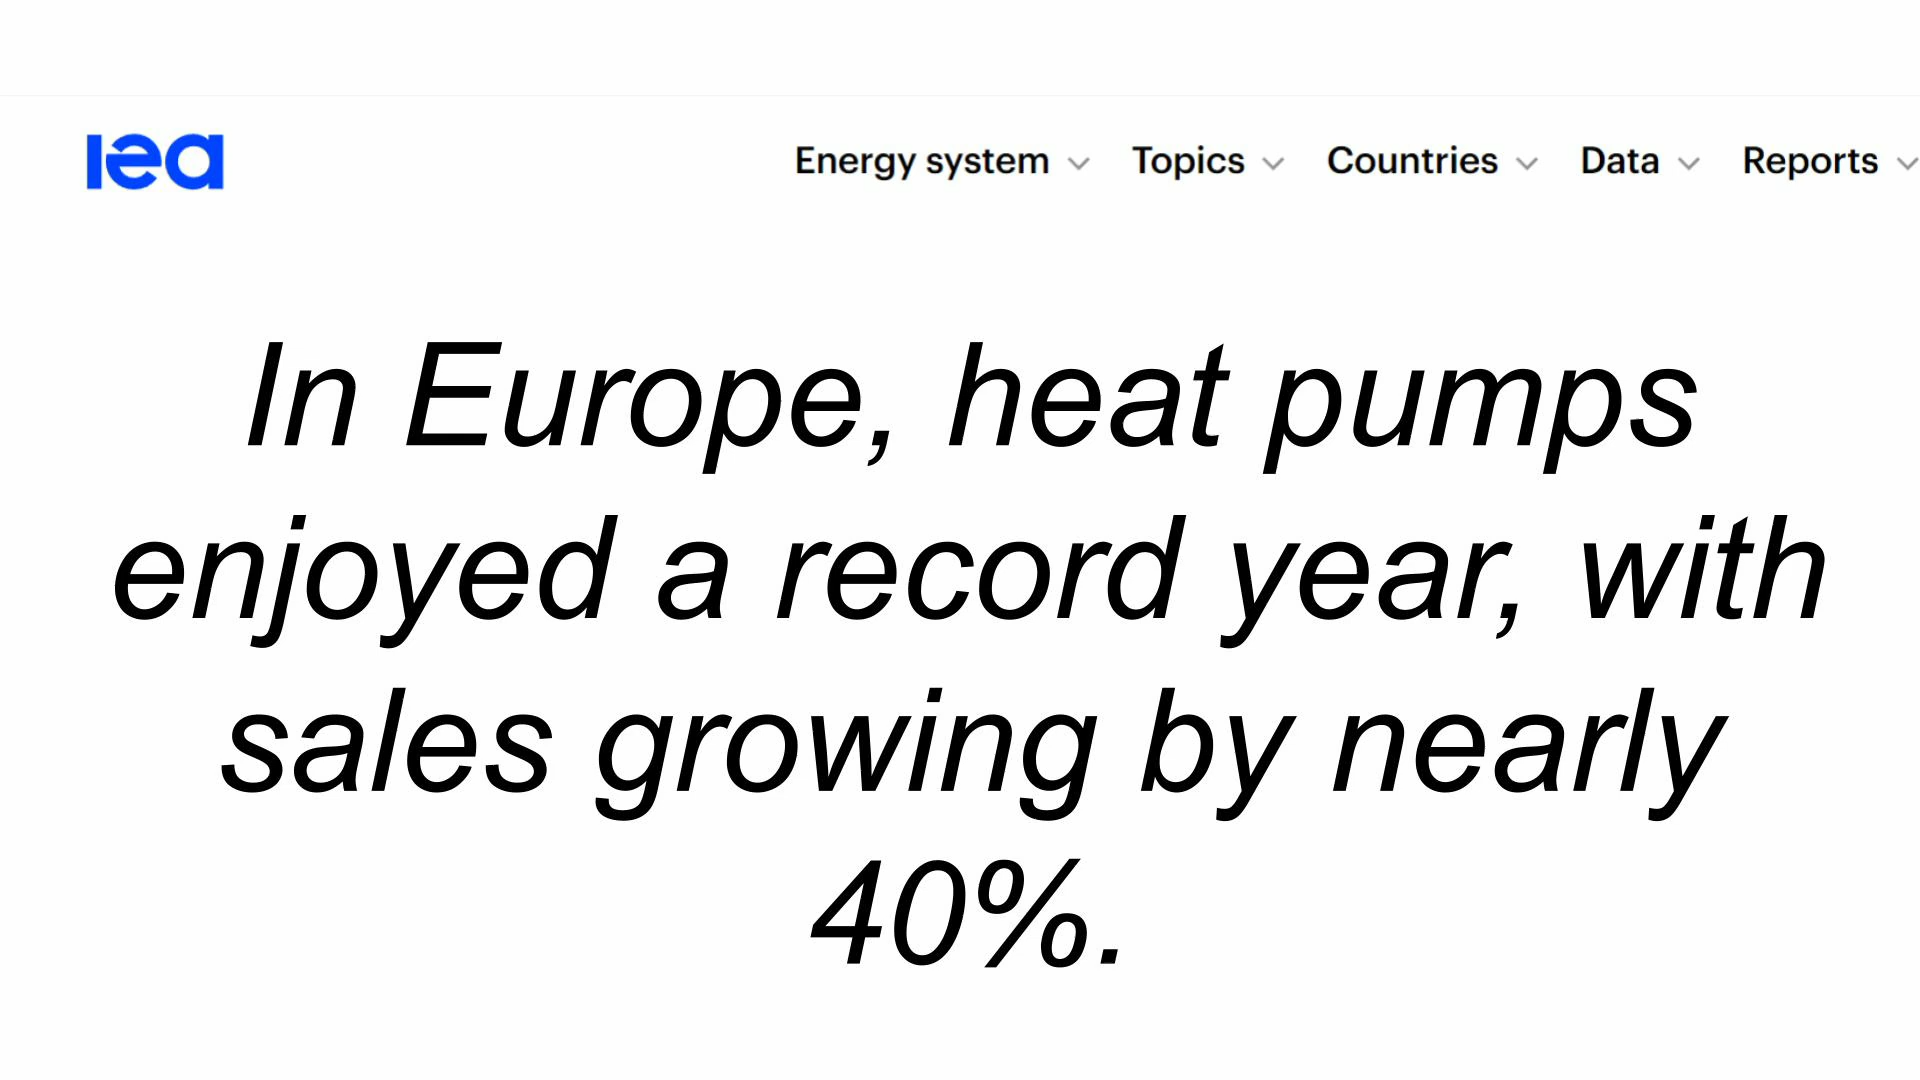 iea
Energy system Topics Countries Data Reports
In Europe, heat pumps
enjoyed a record year, with
sales growing by nearly
40%.